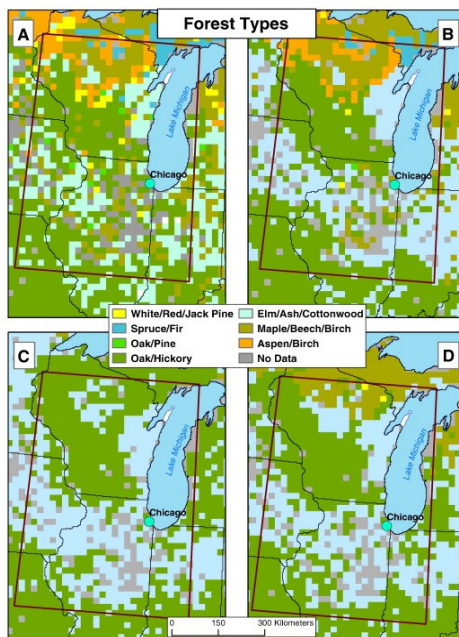 Forest Types
A
B
Lake Michigan
Chicago
Lake Michigan
Chicago
White/Red/Jack Pine
Spruce/Fir
Oak/Pine
Oak/Hickory
Elm/Ash/Cottonwood
Maple/Beech/Birch
Aspen/Birch
No Data
C
D
Lake Michigan
Chicago
Lake Michigan
Chicago
0 150 300 Kilometers